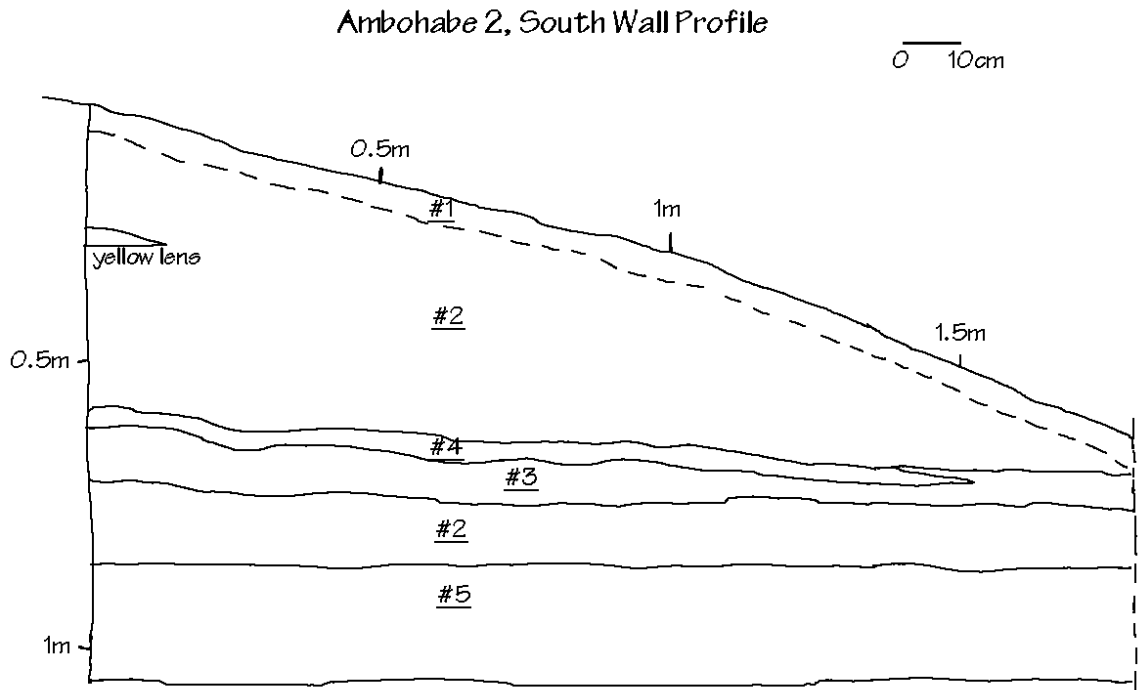 Ambohabe 2, South Wall Profile
0 10cm
0.5m
#1
1m
yellow lens
#2
1.5m
0.5m
#4
#3
#2
#5
1m